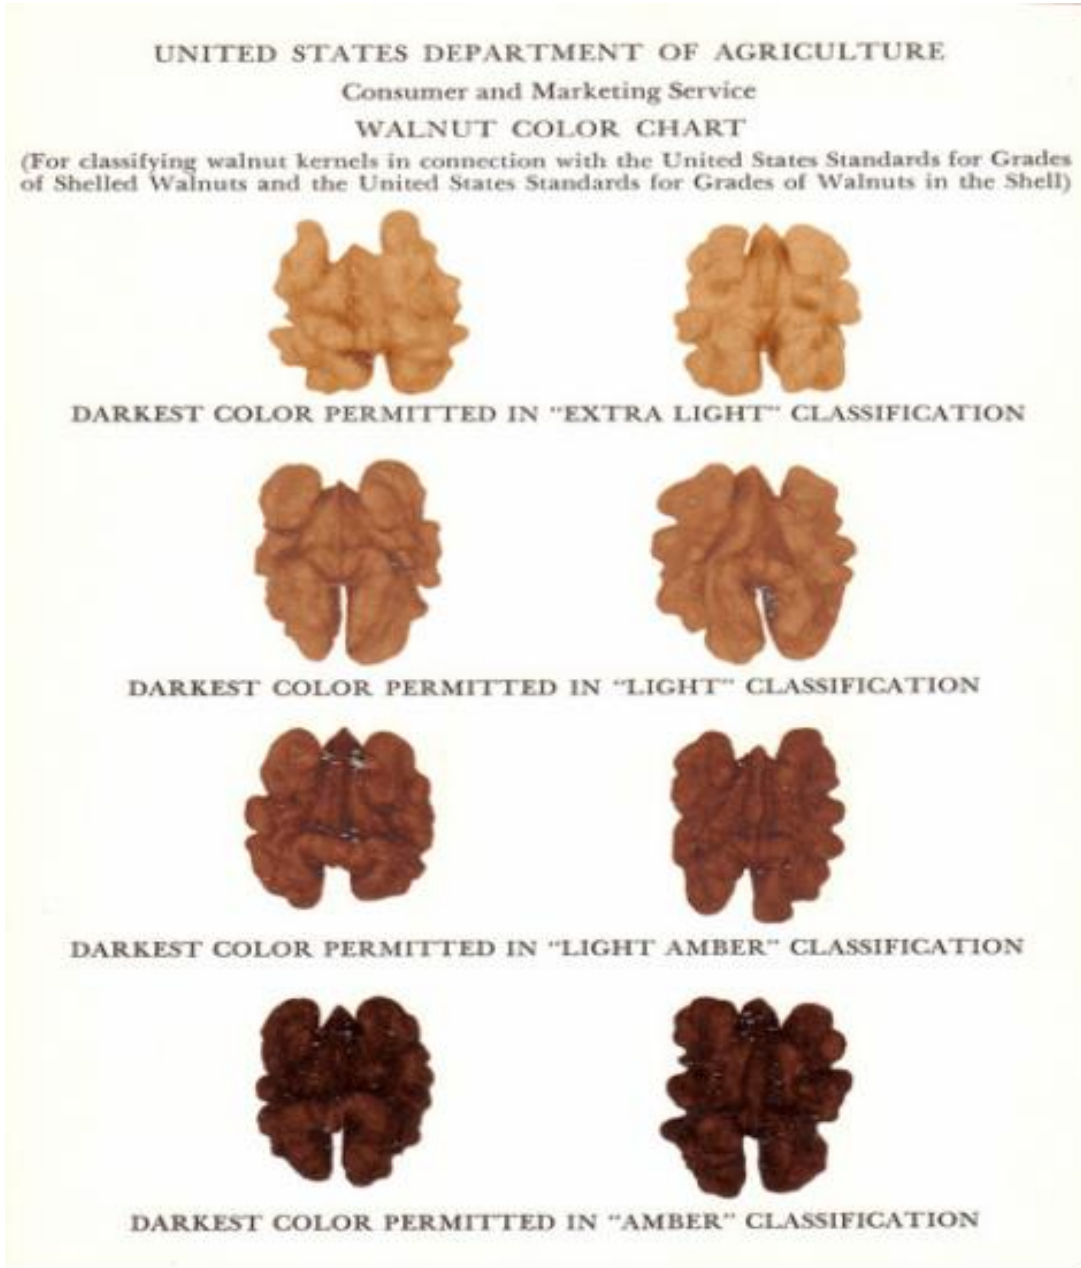 UNITED STATES DEPARTMENT OF AGRICULTURE
Consumer and Marketing Service
WALNUT COLOR CHART
(For classifying walnut kernels in connection with the United States Standards for Grades
of Shelled Walnuts and the United States Standards for Grades of Walnuts in the Shell)
DARKEST COLOR PERMITTED IN "EXTRA LIGHT" CLASSIFICATION
DARKEST COLOR PERMITTED IN "LIGHT" CLASSIFICATION
DARKEST COLOR PERMITTED IN "LIGHT AMBER" CLASSIFICATION
DARKEST COLOR PERMITTED IN "AMBER" CLASSIFICATION